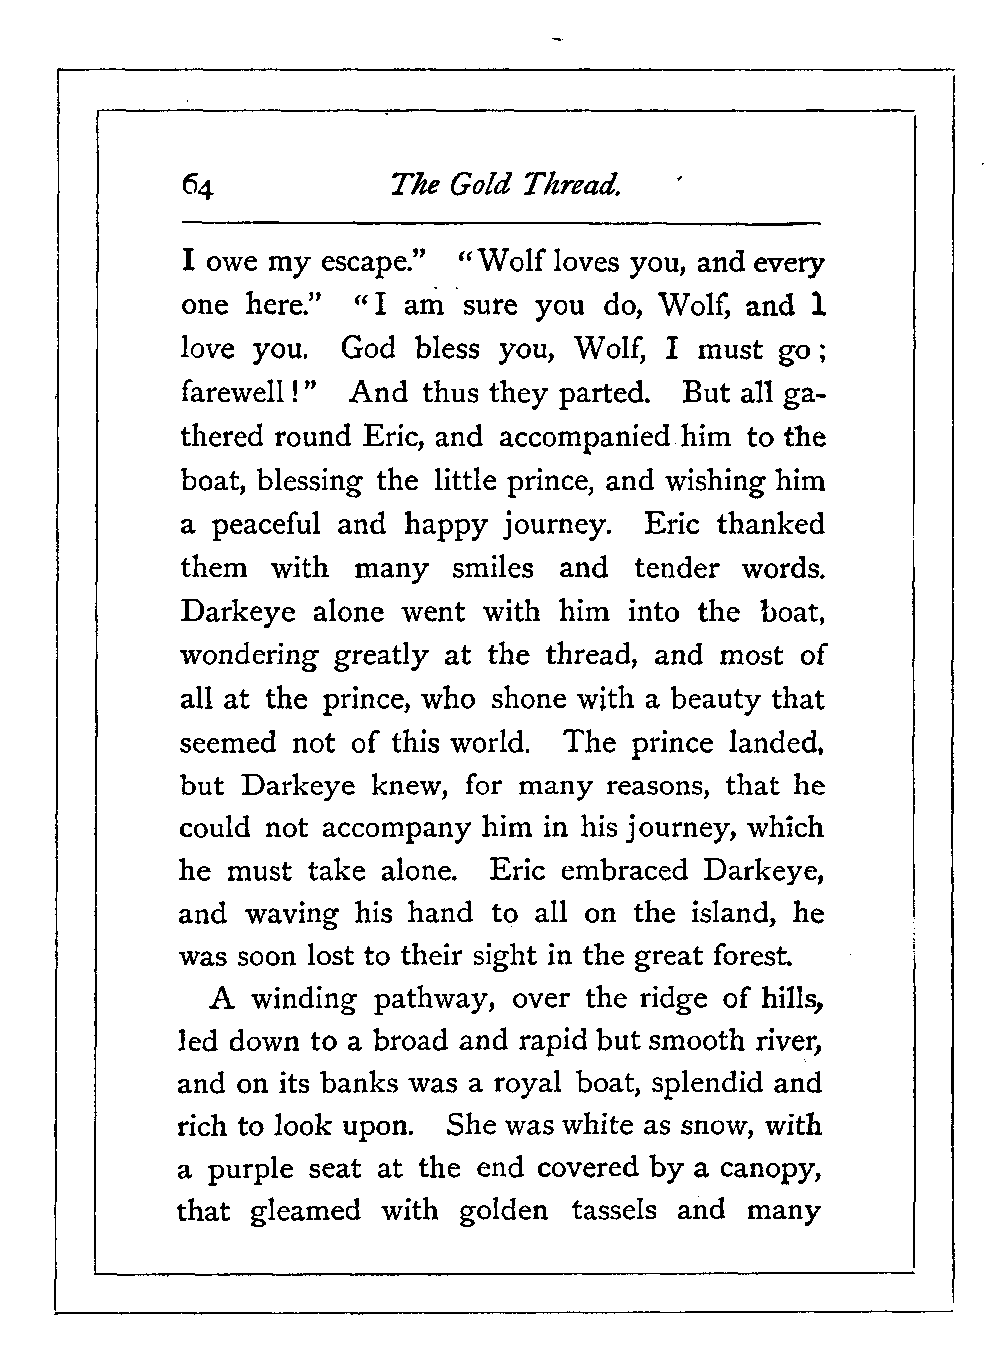 64 The Gold Thread.
I owe my escape.” “Wolf loves you, and every
one here.” “I am sure you do, Wolf, and I
love you. God bless you, Wolf, I must go;
farewell!” And thus they parted. But all ga-
thered round Eric, and accompanied him to the
boat, blessing the little prince, and wishing him
a peaceful and happy journey. Eric thanked
them with many smiles and tender words.
Darkeye alone went with him into the boat,
wondering greatly at the thread, and most of
all at the prince, who shone with a beauty that
seemed not of this world. The prince landed,
but Darkeye knew, for many reasons, that he
could not accompany him in his journey, which
he must take alone. Eric embraced Darkeye,
and waving his hand to all on the island, he
was soon lost to their sight in the great forest.
A winding pathway, over the ridge of hills,
led down to a broad and rapid but smooth river,
and on its banks was a royal boat, splendid and
rich to look upon. She was white as snow, with
a purple seat at the end covered by a canopy,
that gleamed with golden tassels and many